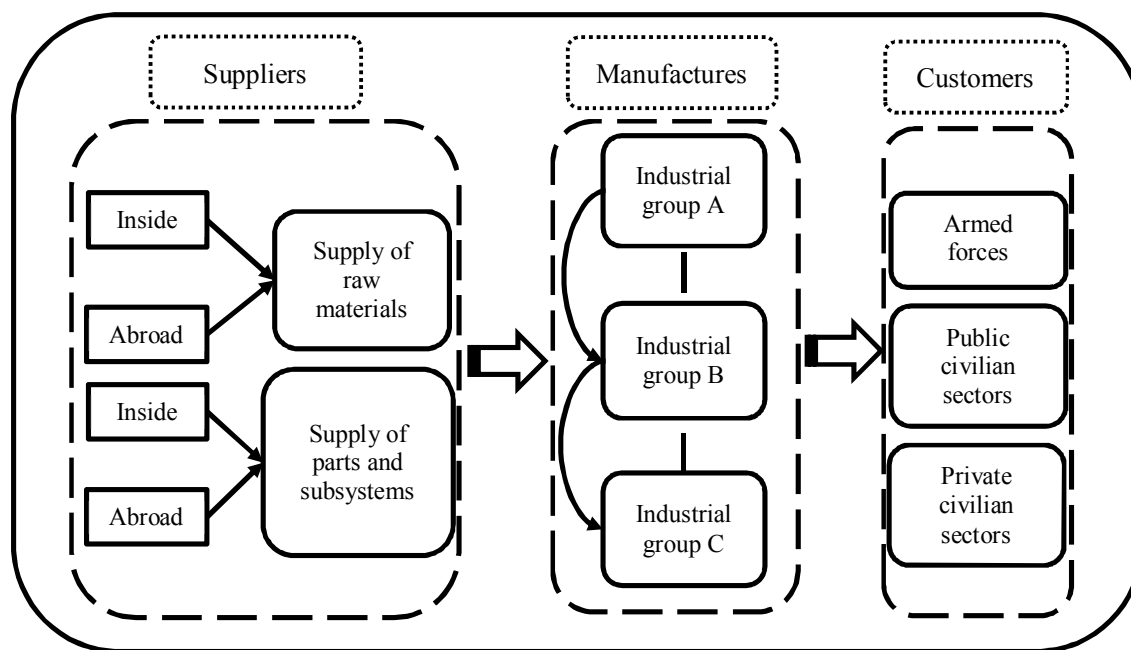 Suppliers
Manufactures
Customers
Inside
Abroad
Supply of
raw
materials
Inside
Abroad
Supply of
parts and
subsystems
Industrial
group A
Industrial
group B
Industrial
group C
Armed
forces
Public
civilian
sectors
Private
civilian
sectors